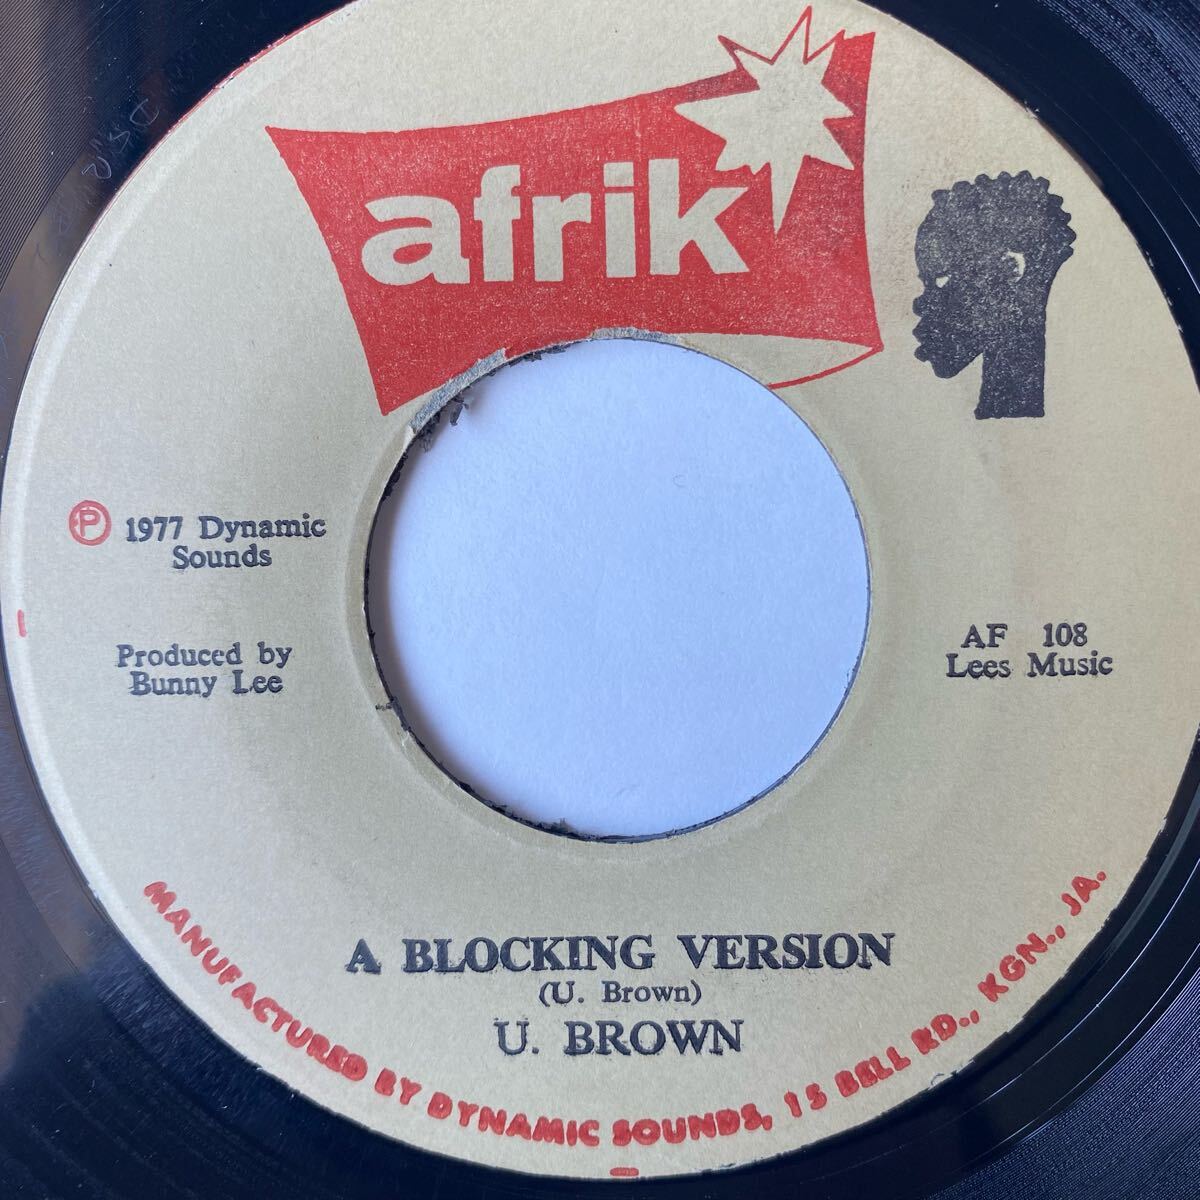 afrik
Ⓟ 1977 Dynamic
Sounds
Produced by
Bunny Lee
AF 108
Lees Music
A BLOCKING VERSION
(U. Brown)
U. BROWN
MANUFACTURED BY DYNAMIC SOUNDS, 15 BELL RD., KGN., JA.